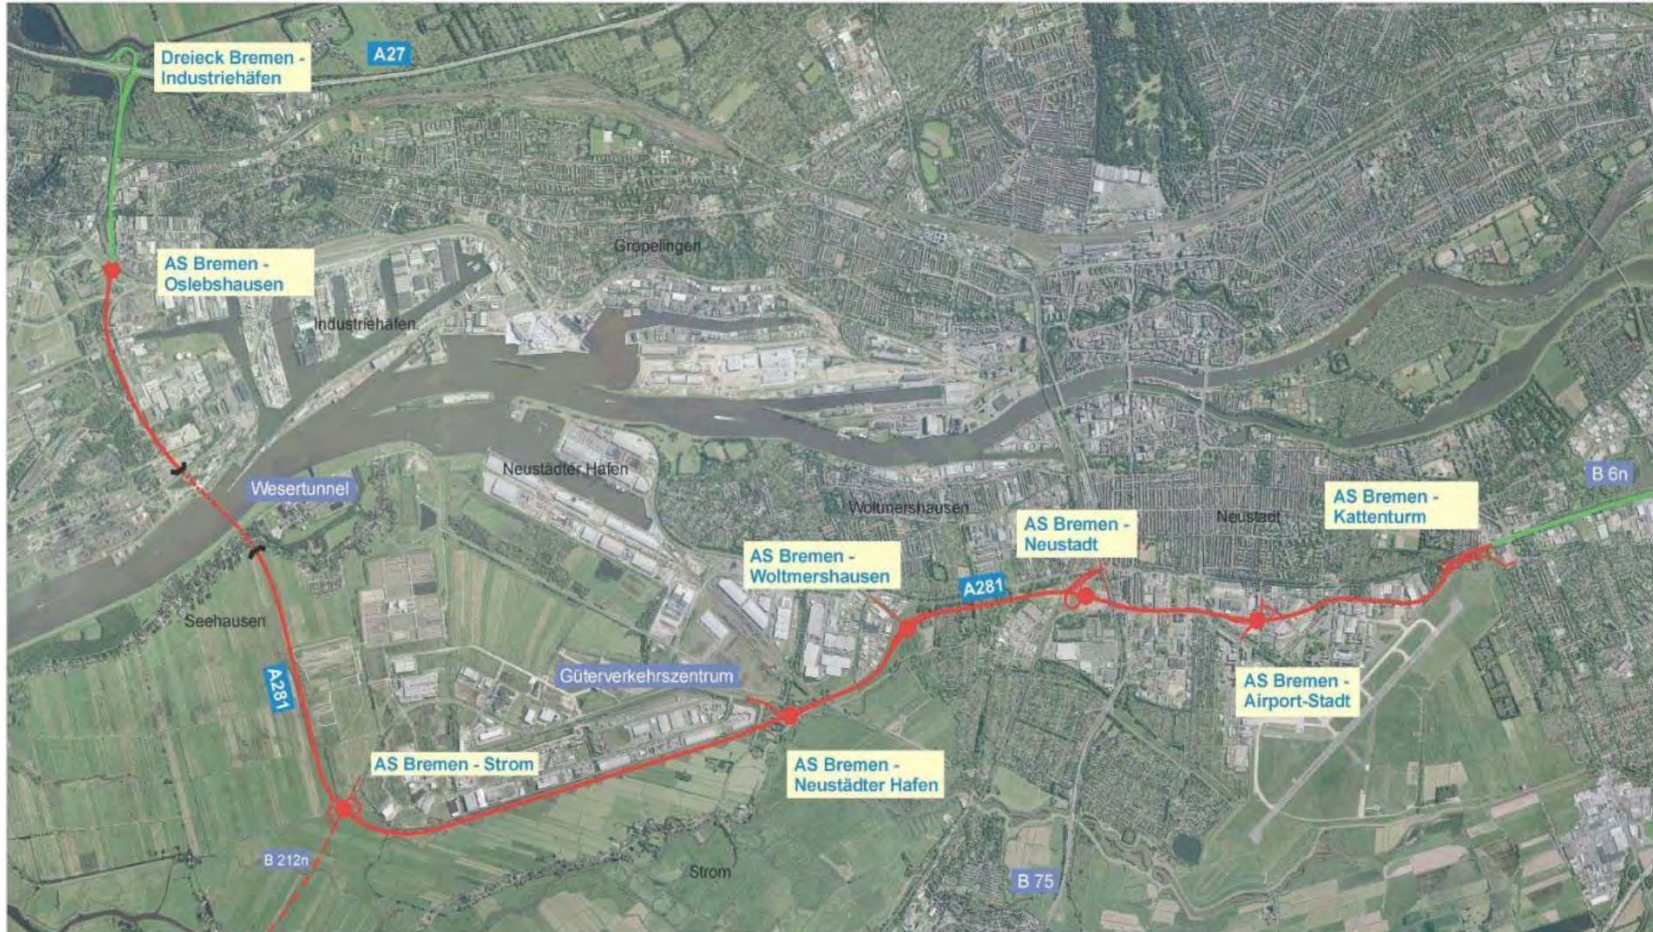 A27
Dreieck Bremen -
Industriehäfen
Gröpelingen
AS Bremen -
Oslebshausen
Industriehäfen
Neustädter Hafen
B 6n
Wesertunnel
AS Bremen -
Kattenturm
Woltmershausen
Neustadt
AS Bremen -
Neustadt
AS Bremen -
Woltmershausen
A281
Seehausen
Güterverkehrszentrum
A281
AS Bremen -
Airport-Stadt
AS Bremen - Strom
AS Bremen -
Neustädter Hafen
B 212n
Strom
B 75